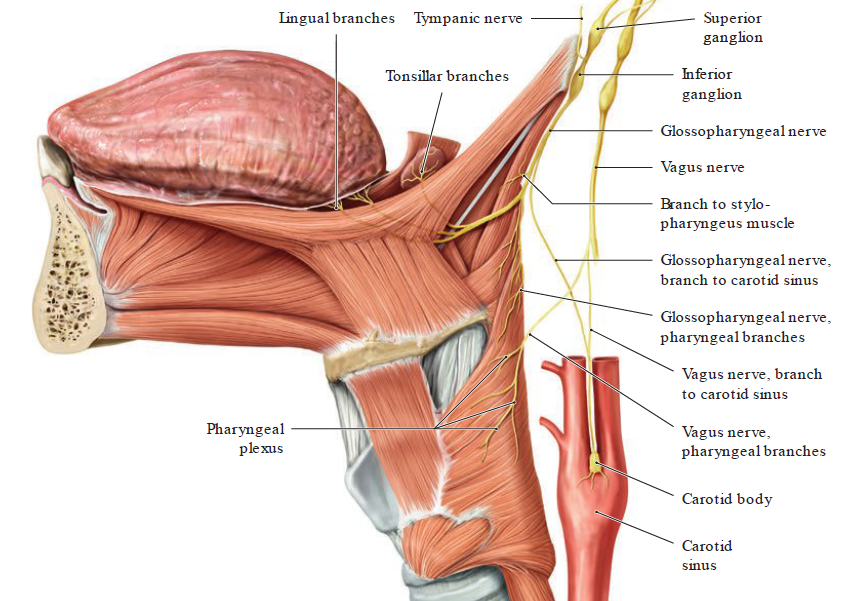 Lingual branches
Tympanic nerve
Superior
ganglion
Tonsillar branches
Inferior
ganglion
Glossopharyngeal nerve
Vagus nerve
Branch to stylo-
pharyngeus muscle
Glossopharyngeal nerve,
branch to carotid sinus
Glossopharyngeal nerve,
pharyngeal branches
Vagus nerve, branch
to carotid sinus
Pharyngeal
plexus
Vagus nerve,
pharyngeal branches
Carotid body
Carotid
sinus